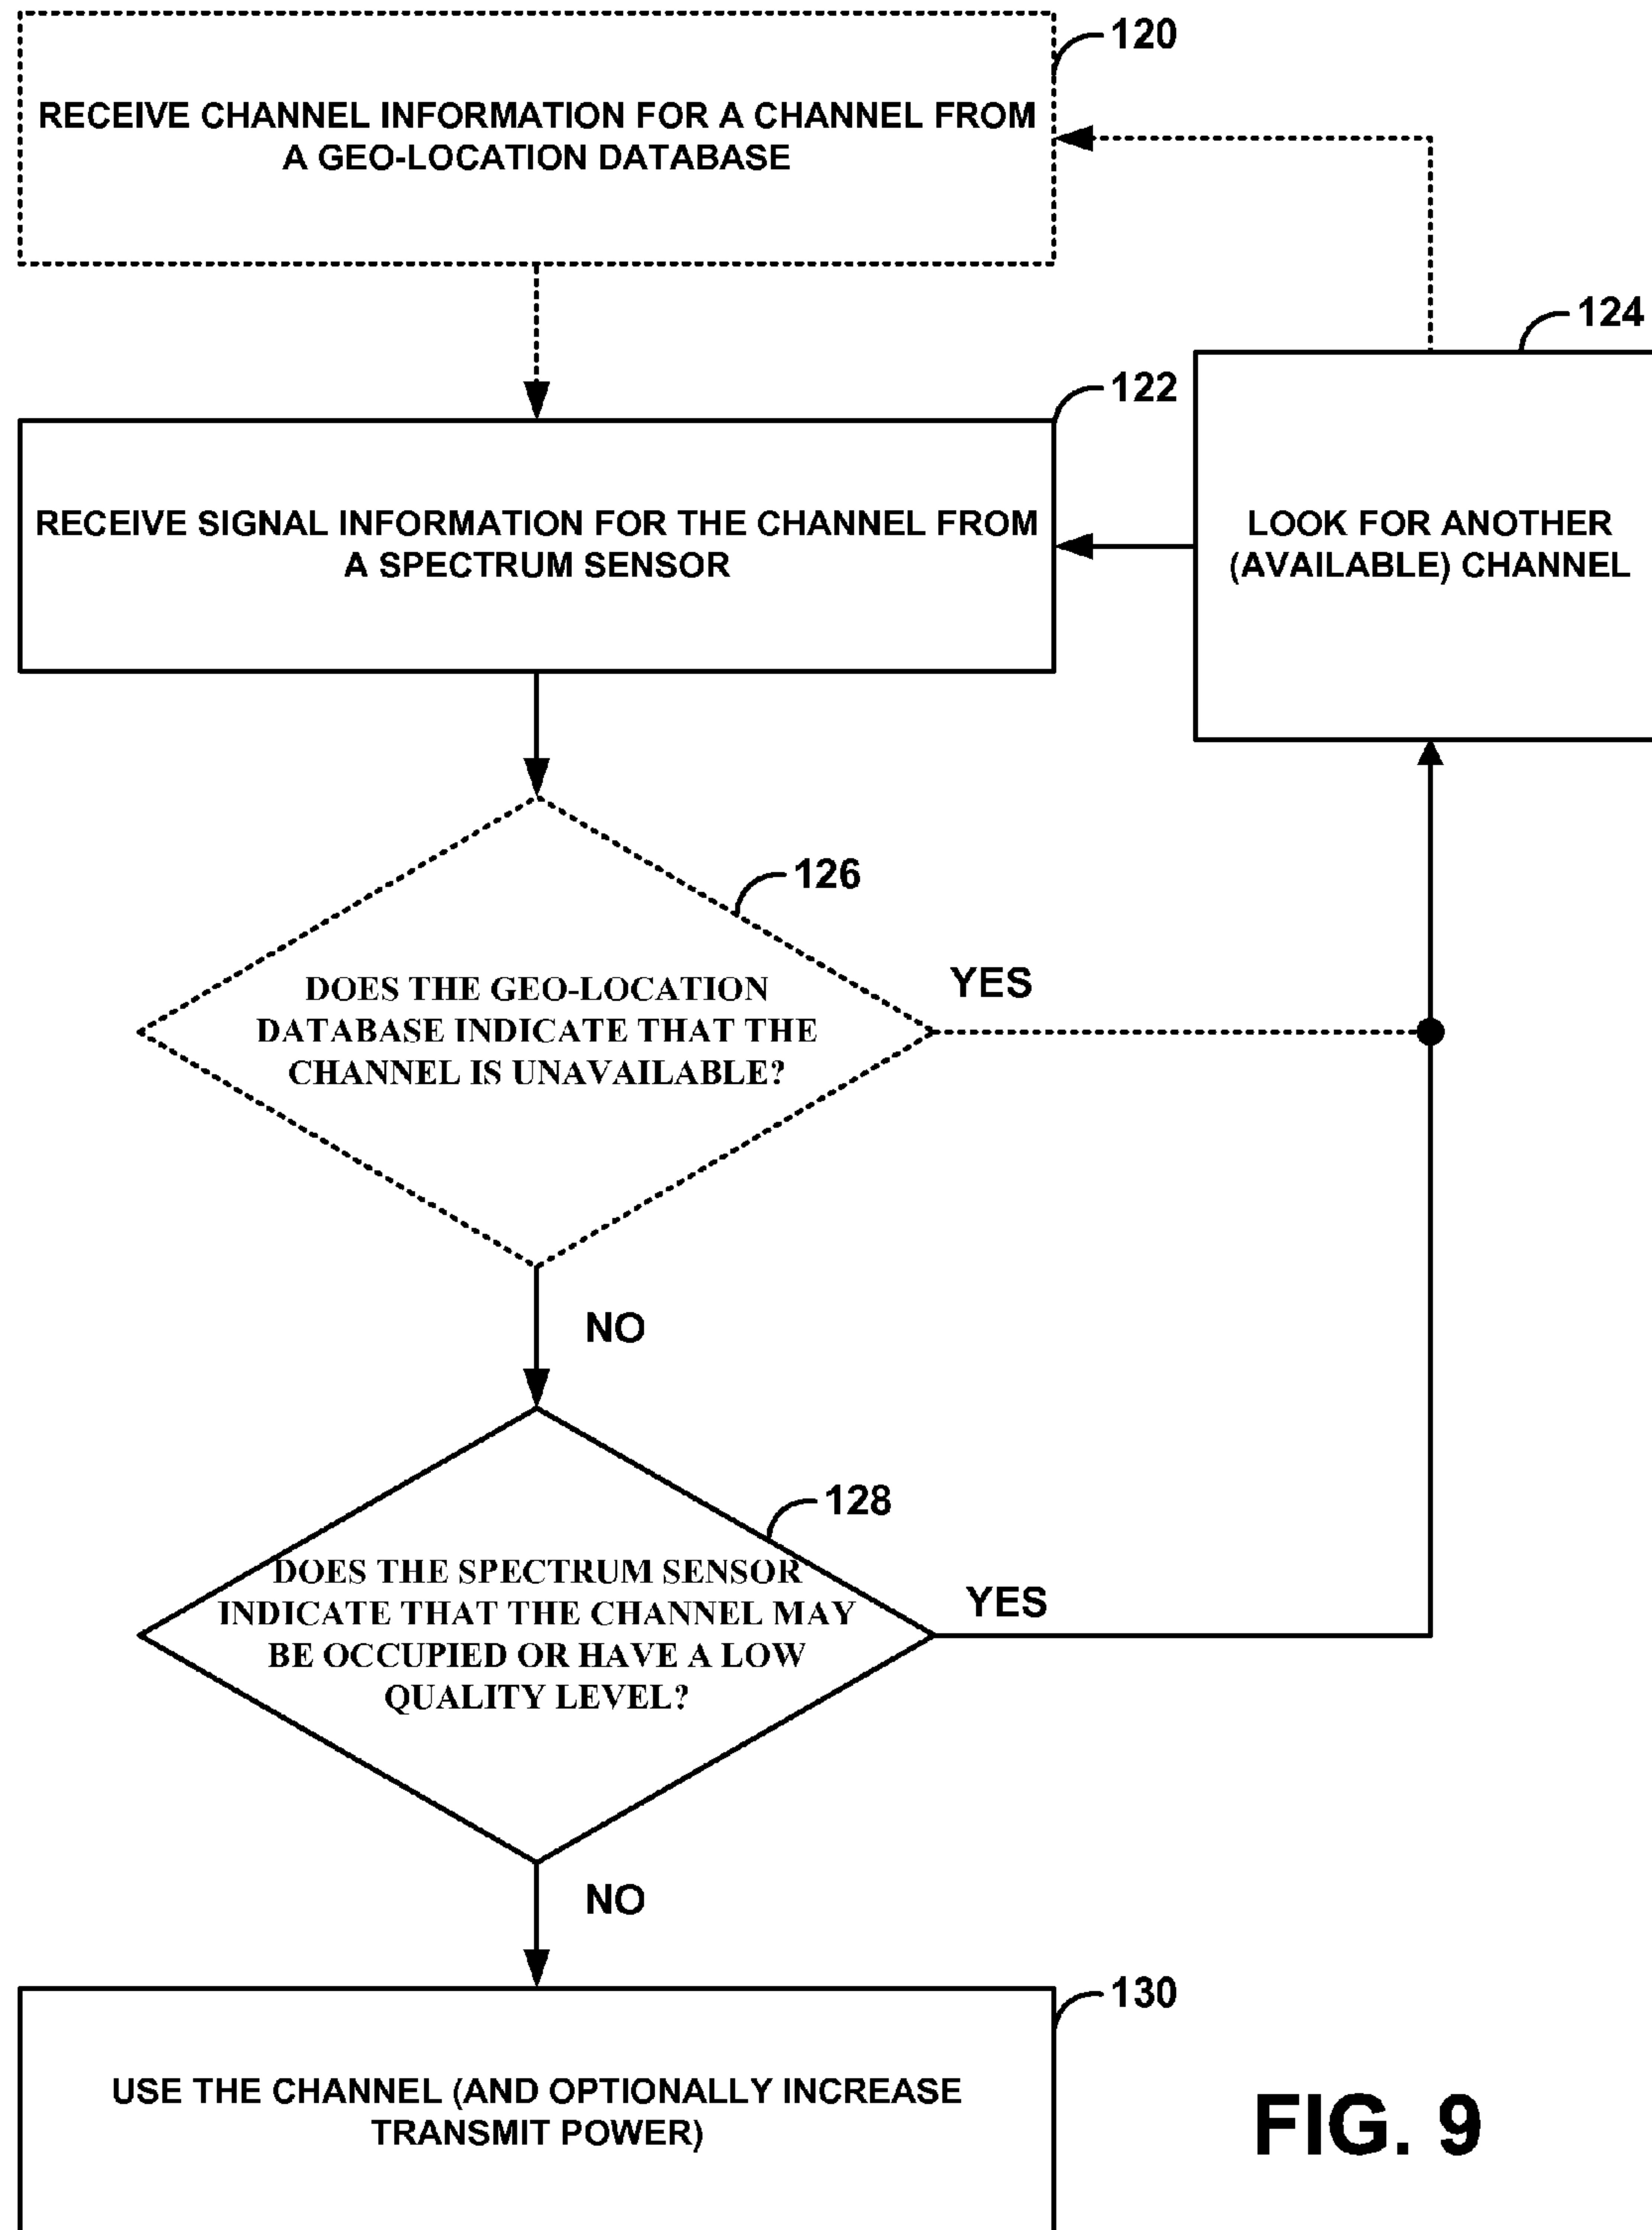 120
RECEIVE CHANNEL INFORMATION FOR A CHANNEL FROM
A GEO-LOCATION DATABASE
124
122
RECEIVE SIGNAL INFORMATION FOR THE CHANNEL FROM
A SPECTRUM SENSOR
LOOK FOR ANOTHER
(AVAILABLE) CHANNEL
126
DOES THE GEO-LOCATION
DATABASE INDICATE THAT THE
CHANNEL IS UNAVAILABLE?
YES
NO
128
DOES THE SPECTRUM SENSOR
INDICATE THAT THE CHANNEL MAY
BE OCCUPIED OR HAVE A LOW
QUALITY LEVEL?
YES
NO
130
USE THE CHANNEL (AND OPTIONALLY INCREASE
TRANSMIT POWER)
FIG. 9